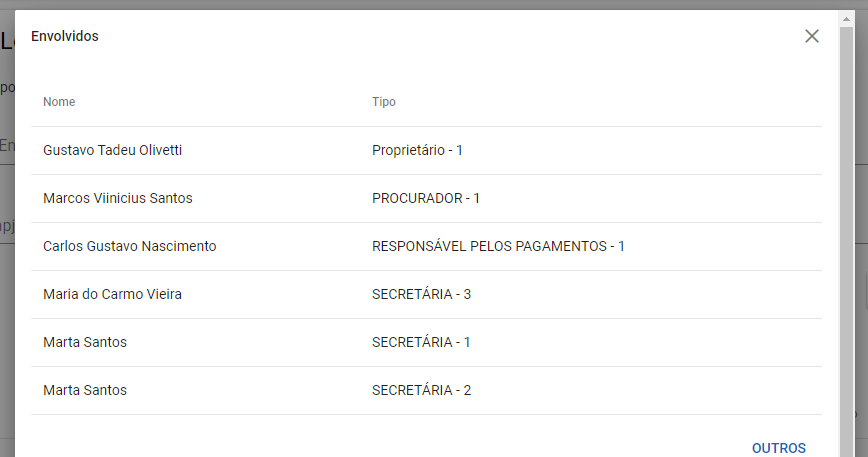 Envolvidos
Nome Tipo
Gustavo Tadeu Olivetti Proprietário - 1
Marcos Viinicius Santos PROCURADOR - 1
Carlos Gustavo Nascimento RESPONSÁVEL PELOS PAGAMENTOS - 1
Maria do Carmo Vieira SECRETÁRIA - 3
Marta Santos SECRETÁRIA - 1
Marta Santos SECRETÁRIA - 2
OUTROS